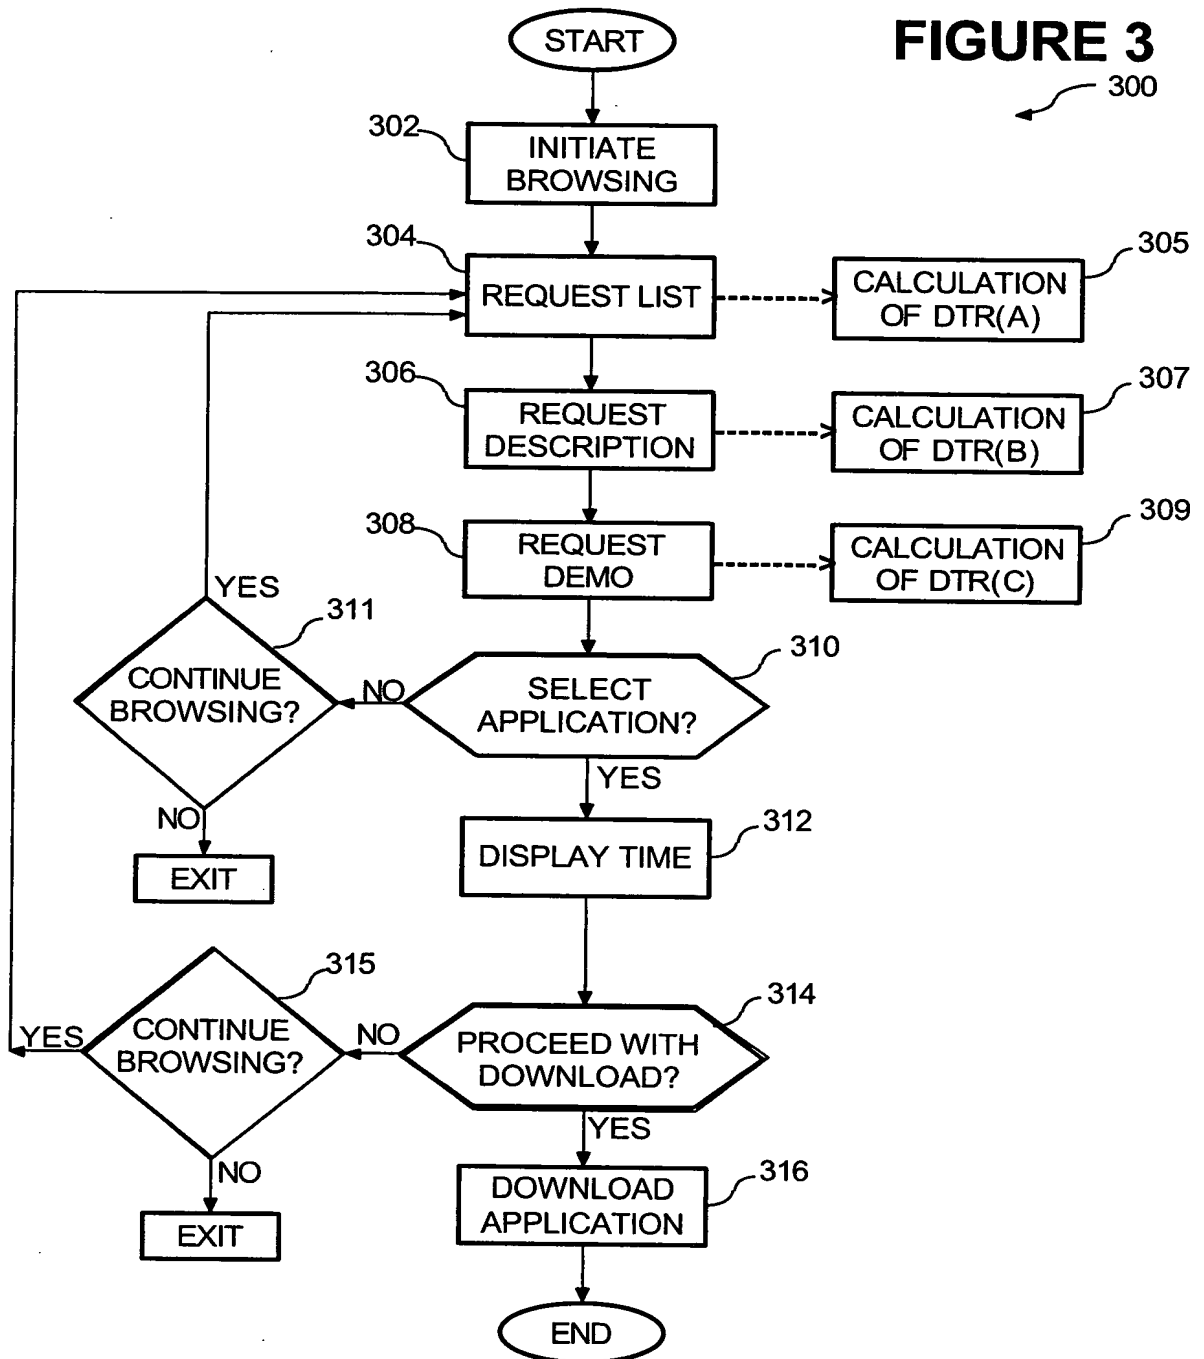 FIGURE 3
300
START
302
INITIATE
BROWSING
304
REQUEST LIST
305
CALCULATION
OF DTR(A)
306
REQUEST
DESCRIPTION
307
CALCULATION
OF DTR(B)
308
REQUEST
DEMO
309
CALCULATION
OF DTR(C)
YES
311
CONTINUE
BROWSING?
NO
310
SELECT
APPLICATION?
YES
NO
EXIT
312
DISPLAY TIME
315
YES
CONTINUE
BROWSING?
NO
314
PROCEED WITH
DOWNLOAD?
YES
NO
EXIT
316
DOWNLOAD
APPLICATION
END